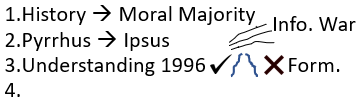 1.History → Moral Majority
Info. War
2.Pyrrhus → Ipsus
3.Understanding 1996 ✓ ✗ Form.
4.